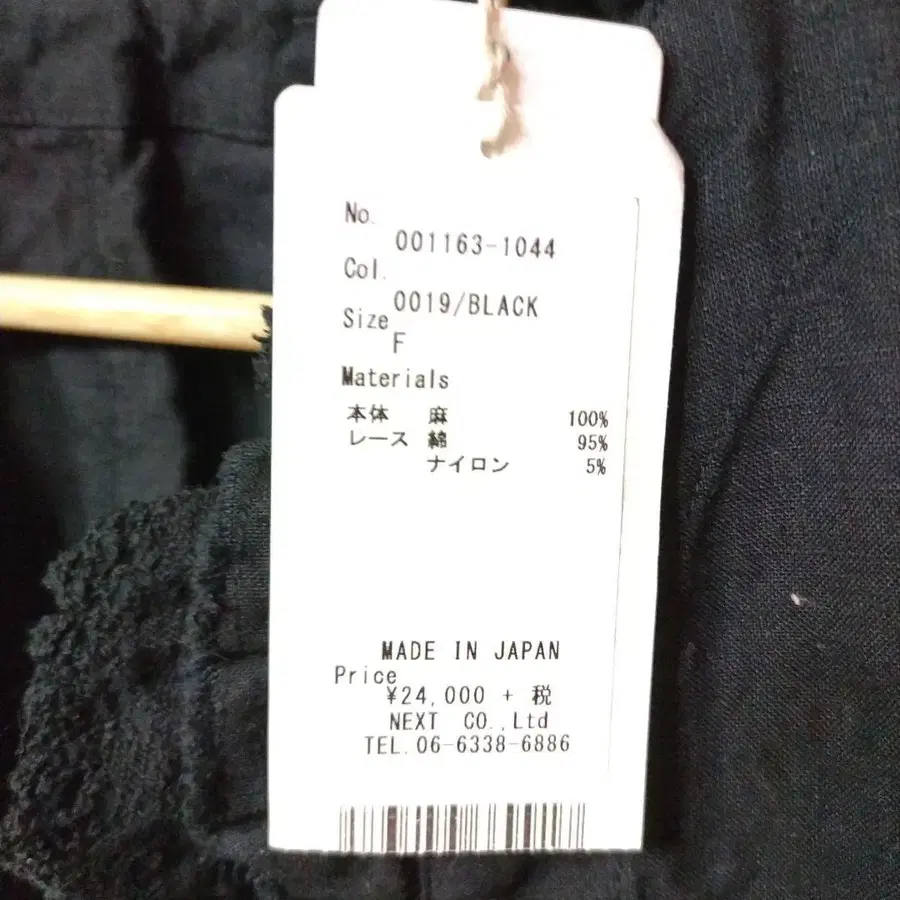 No.
001163-1044
Col.
0019/BLACK
Size
F
Materials
本体 麻 100%
レース 綿 95%
ナイロン 5%
MADE IN JAPAN
Price
¥24,000 + 税
NEXT CO.,Ltd
TEL.06-6338-6886